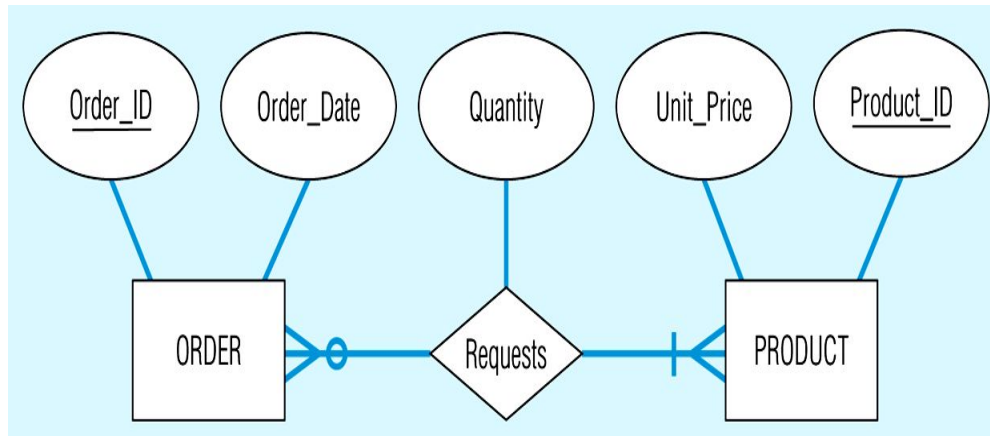 Order_ID
Order_Date
Quantity
Unit_Price
Product_ID
ORDER
Requests
PRODUCT